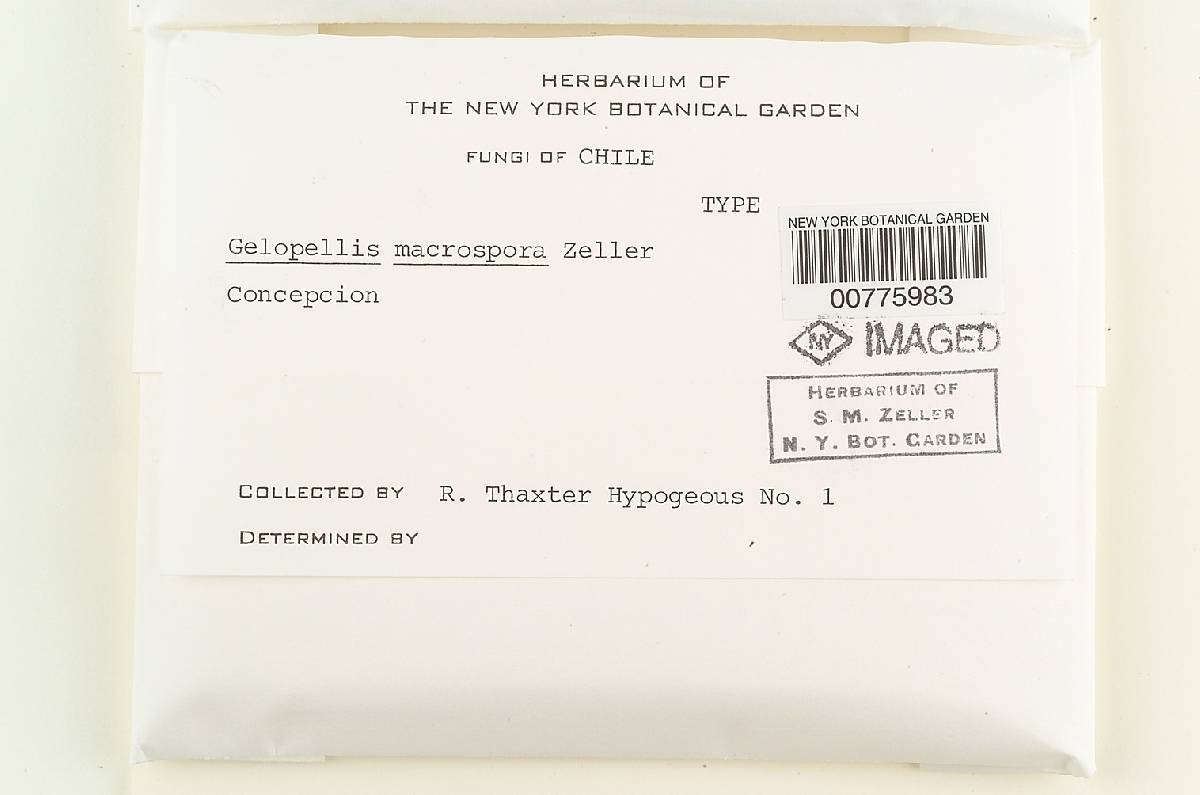 HERBARIUM OF
THE NEW YORK BOTANICAL GARDEN
FUNGI OF CHILE
TYPE
NEW YORK BOTANICAL GARDEN
00775983
Gelopellis macrospora Zeller
Concepcion
NY IMAGED
HERBARIUM OF
S. M. ZELLER
N. Y. BOT. GARDEN
COLLECTED BY R. Thaxter Hypogeous No. 1
DETERMINED BY